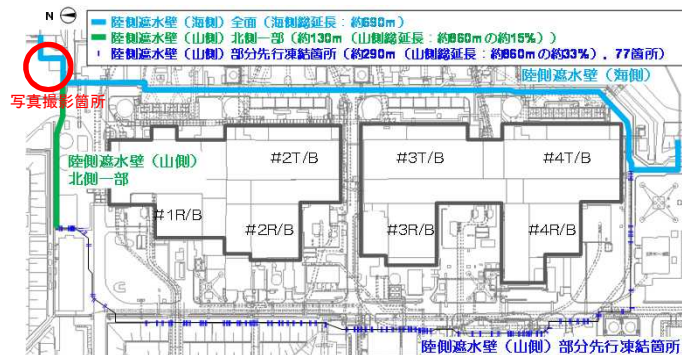 N
陸側遮水壁（海側）全面（海側総延長：約690m）
陸側遮水壁（山側）北側一部（約130m（山側総延長：約860mの約15%））
陸側遮水壁（山側）部分先行凍結箇所（約290m（山側総延長：約860mの約33%），77箇所）
陸側遮水壁（海側）
写真撮影箇所
陸側遮水壁（山側）
北側一部
#2T/B
#3T/B
#4T/B
#1R/B
#2R/B
#3R/B
#4R/B
陸側遮水壁（山側）部分先行凍結箇所